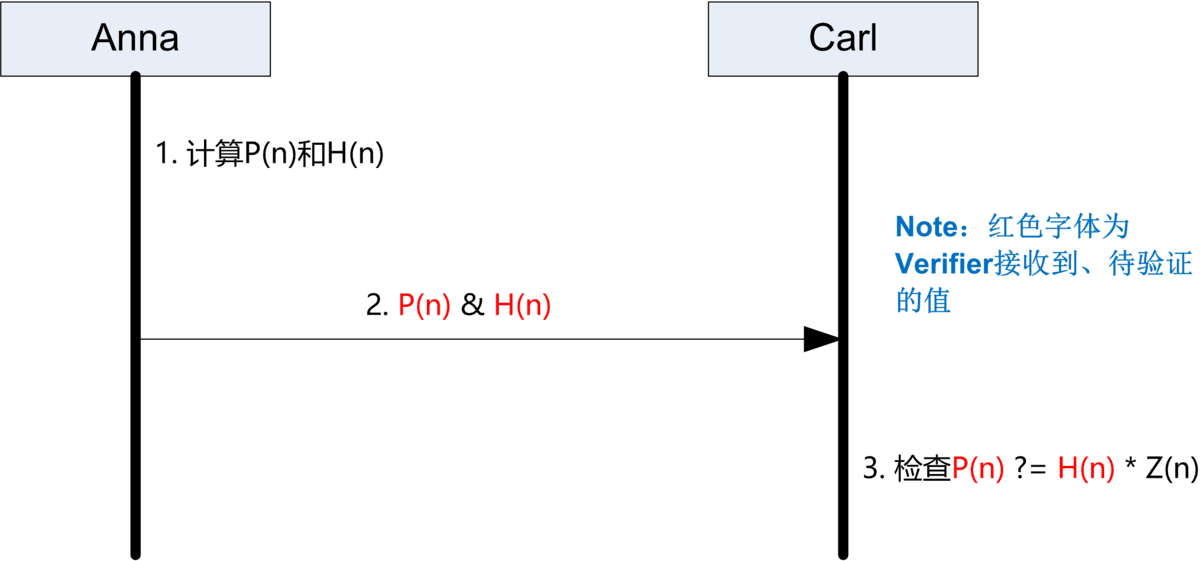 Anna
Carl
1. 计算P(n)和H(n)
Note：红色字体为
Verifier接收到、待验证
的值
2. P(n) & H(n)
3. 检查P(n) ?= H(n) * Z(n)